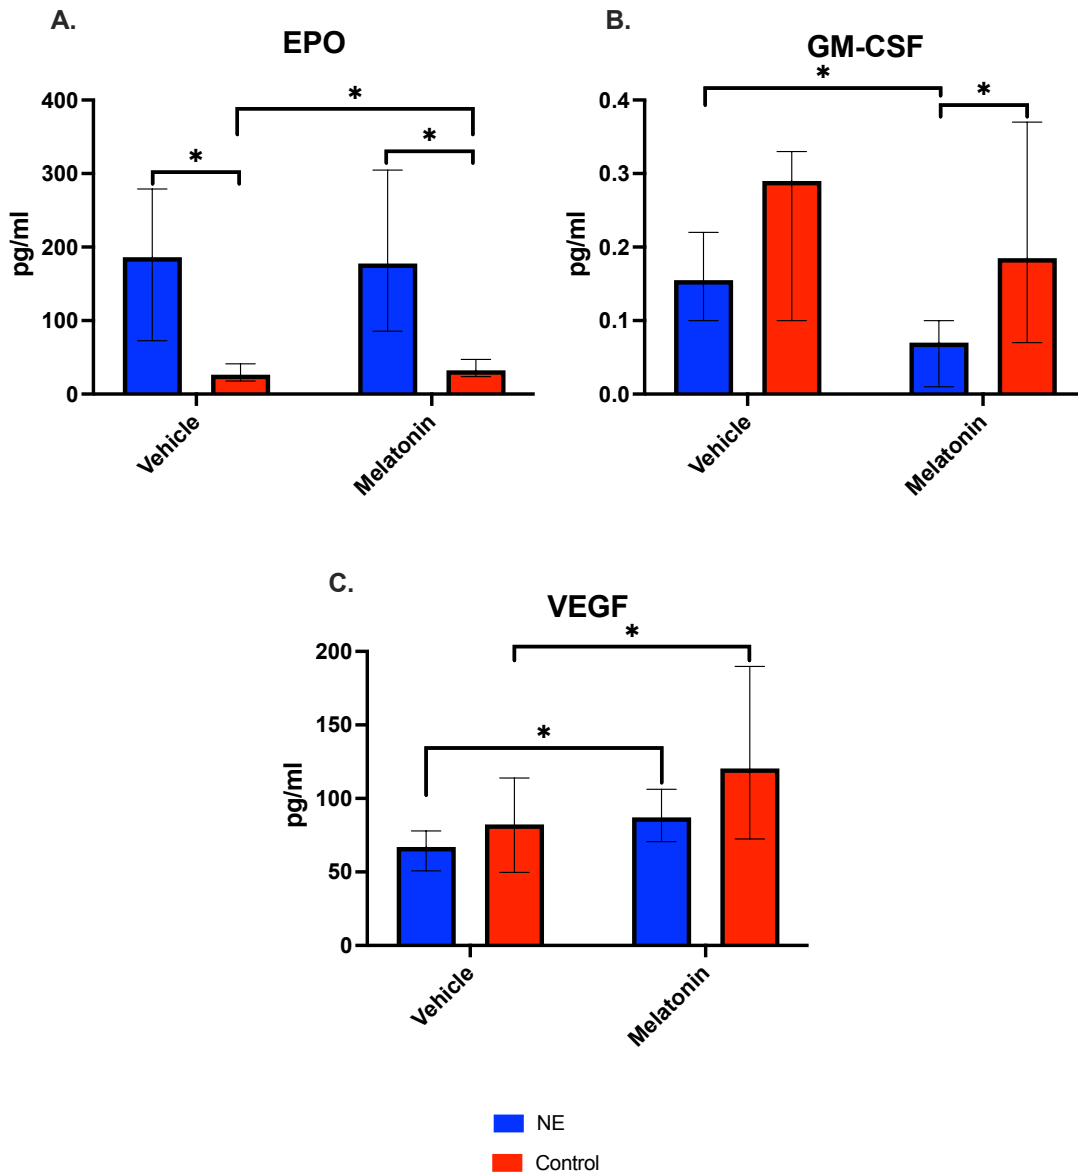 A.
EPO
pg/ml
400
300
200
100
0
*
*
*
Vehicle
Melatonin
B.
GM-CSF
pg/ml
0.4
0.3
0.2
0.1
0.0
*
*
Vehicle
Melatonin
C.
VEGF
pg/ml
200
150
100
50
0
*
*
Vehicle
Melatonin
NE
Control